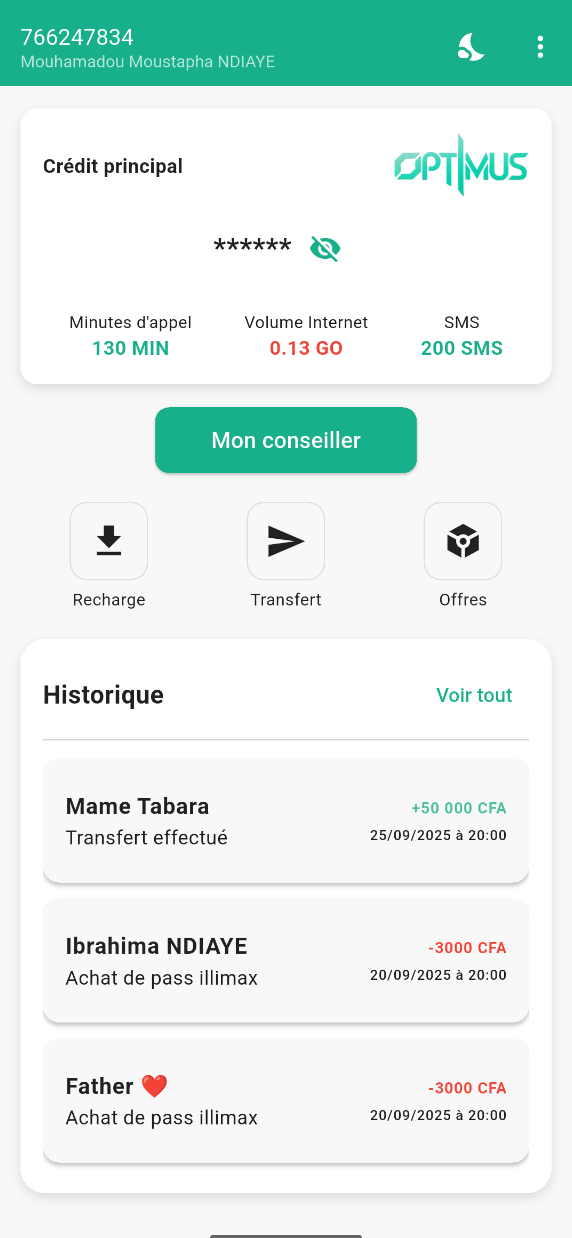 766247834
Mouhamadou Moustapha NDIAYE
Crédit principal
OPTIMUS
******
Minutes d'appel Volume Internet SMS
130 MIN 0.13 GO 200 SMS
Mon conseiller
Recharge Transfert Offres
Historique Voir tout
Mame Tabara +50 000 CFA
Transfert effectué 25/09/2025 à 20:00
Ibrahima NDIAYE -3000 CFA
Achat de pass illimax 20/09/2025 à 20:00
Father ❤️ -3000 CFA
Achat de pass illimax 20/09/2025 à 20:00